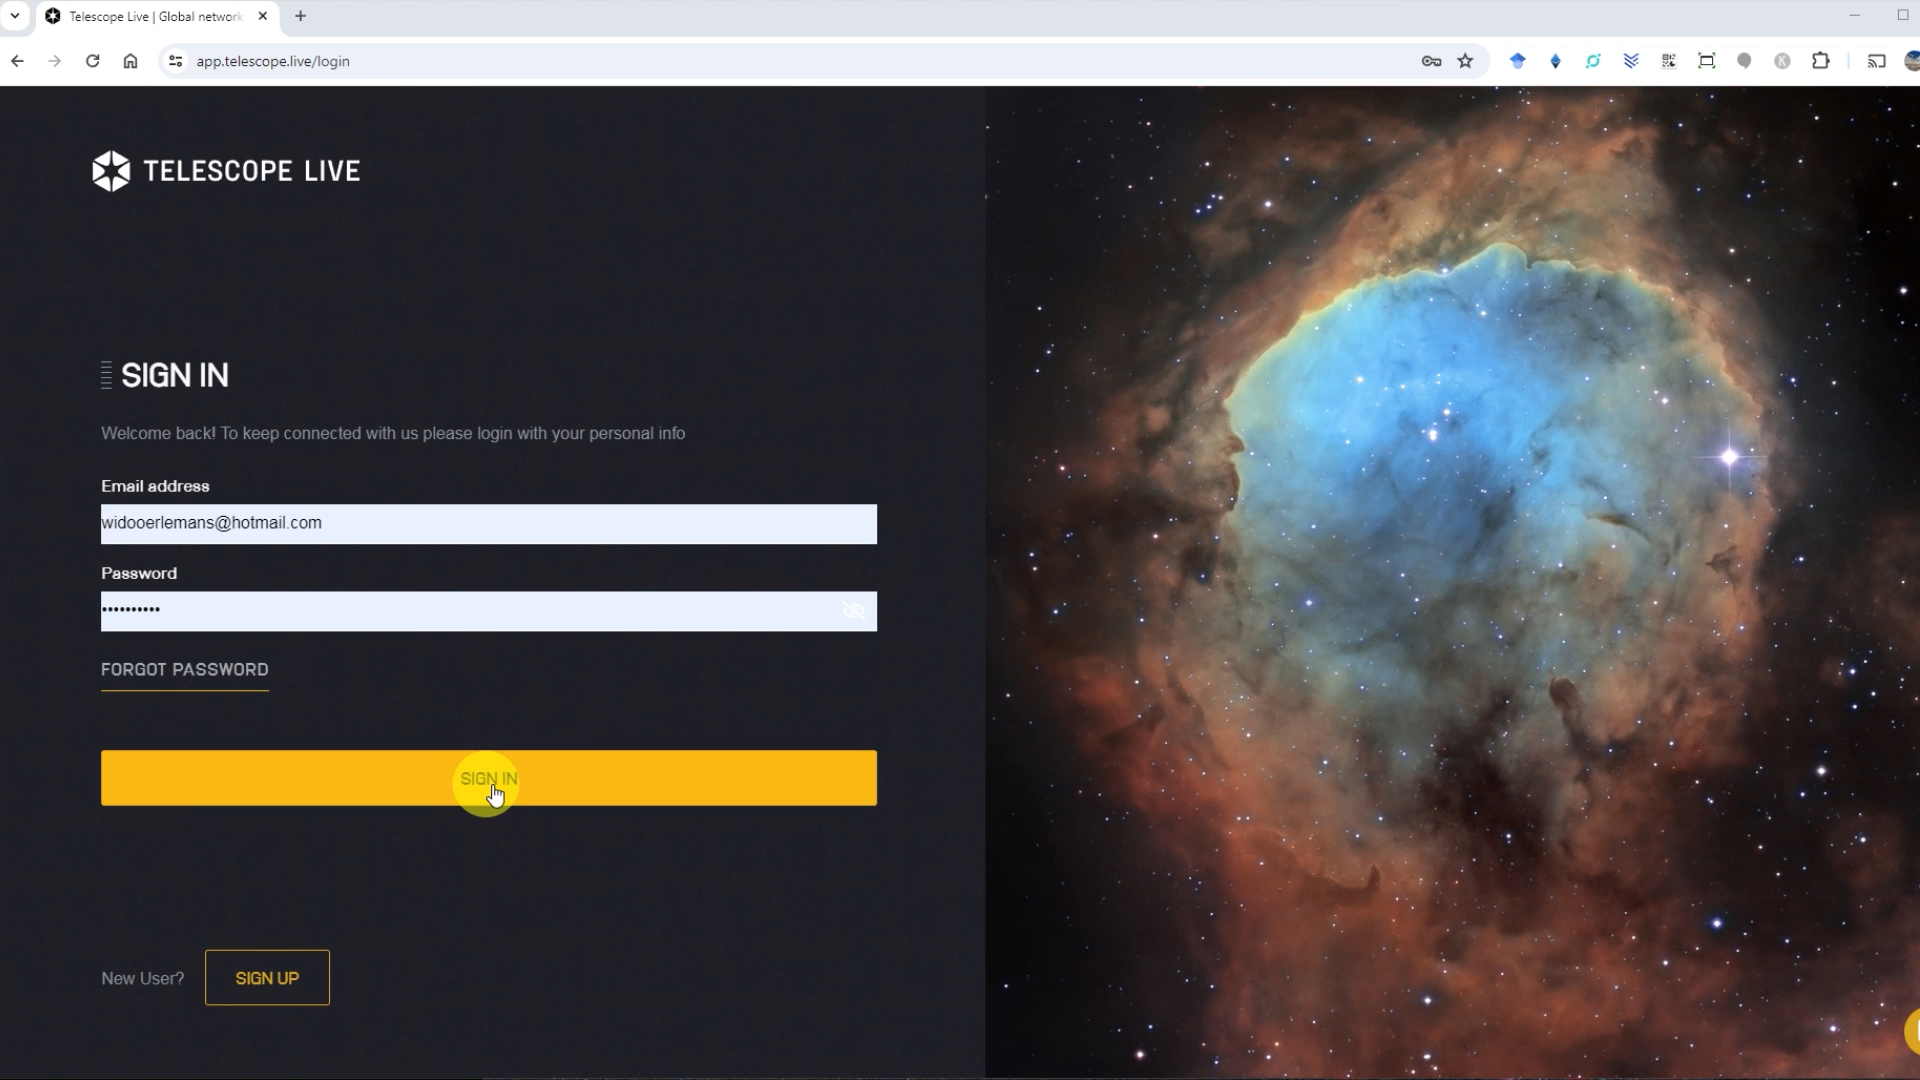 Telescope Live | Global network
app.telescope.live/login
TELESCOPE LIVE
SIGN IN
Welcome back! To keep connected with us please login with your personal info
Email address
widooerlemans@hotmail.com
Password
••••••••••
FORGOT PASSWORD
SIGN IN
New User?
SIGN UP